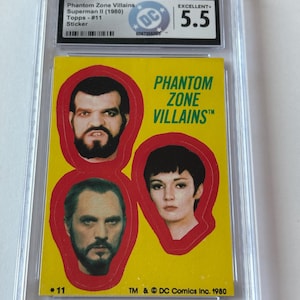 Phantom Zone Villains
Superman II (1980)
Topps - #11
Sticker
DC
EXCELLENT+
5.5
PHANTOM
ZONE
VILLAINS™
#11
TM & © DC Comics Inc. 1980